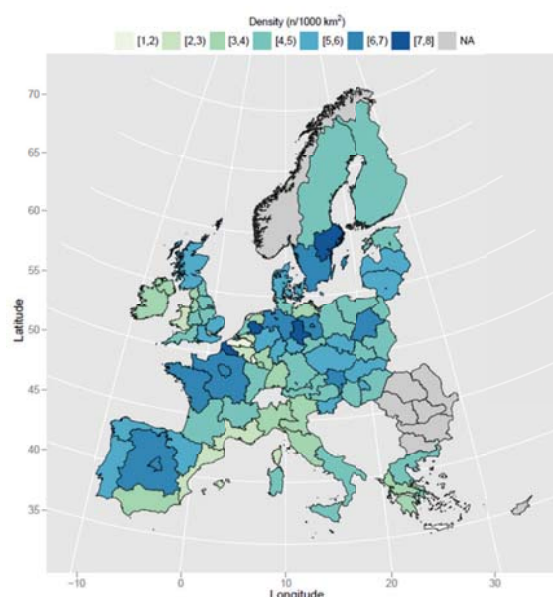 Density (n/1000 km²)
[1,2) [2,3) [3,4) [4,5) [5,6) [6,7) [7,8] NA
70
65
60
55
50
45
40
35
Latitude
−10 0 10 20 30
Longitude